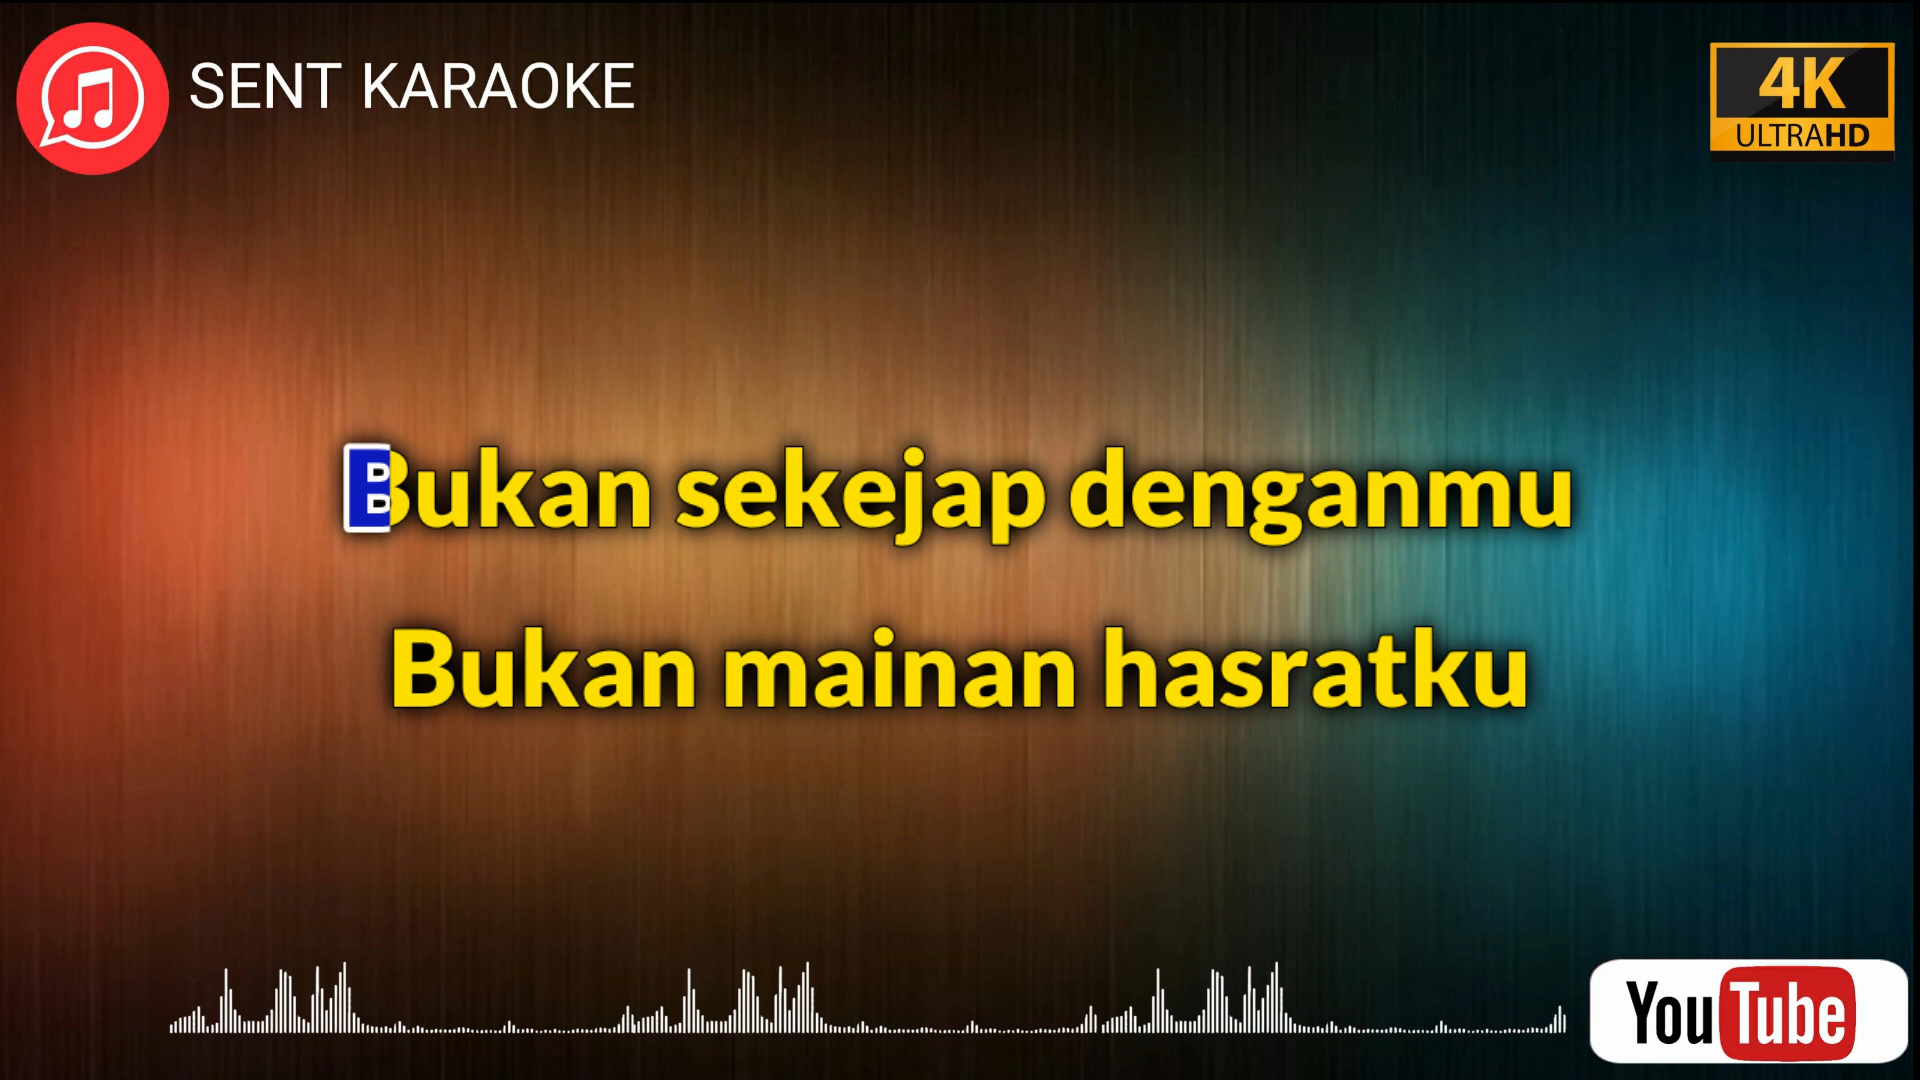 SENT KARAOKE
4K
ULTRAHD
Bukan sekejap denganmu
Bukan mainan hasratku
YouTube